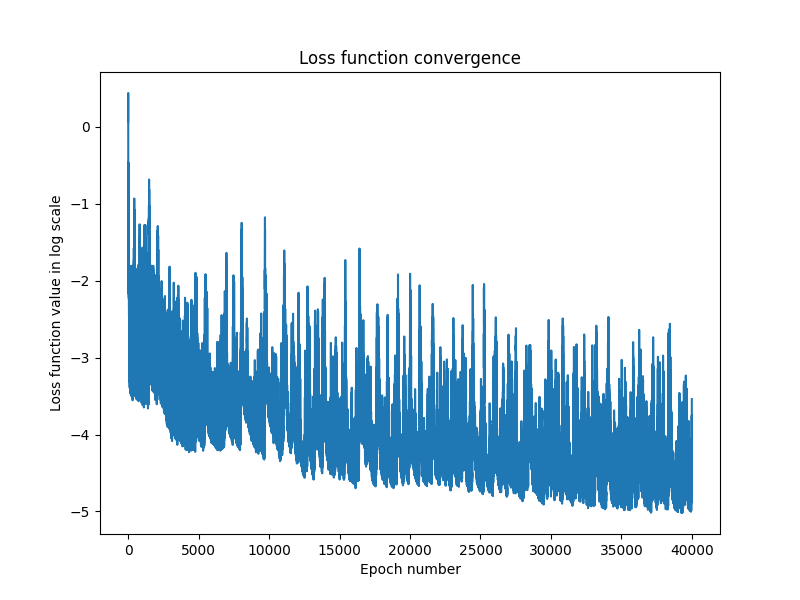 Loss function convergence
Loss function value in log scale
0
−1
−2
−3
−4
−5
0 5000 10000 15000 20000 25000 30000 35000 40000
Epoch number